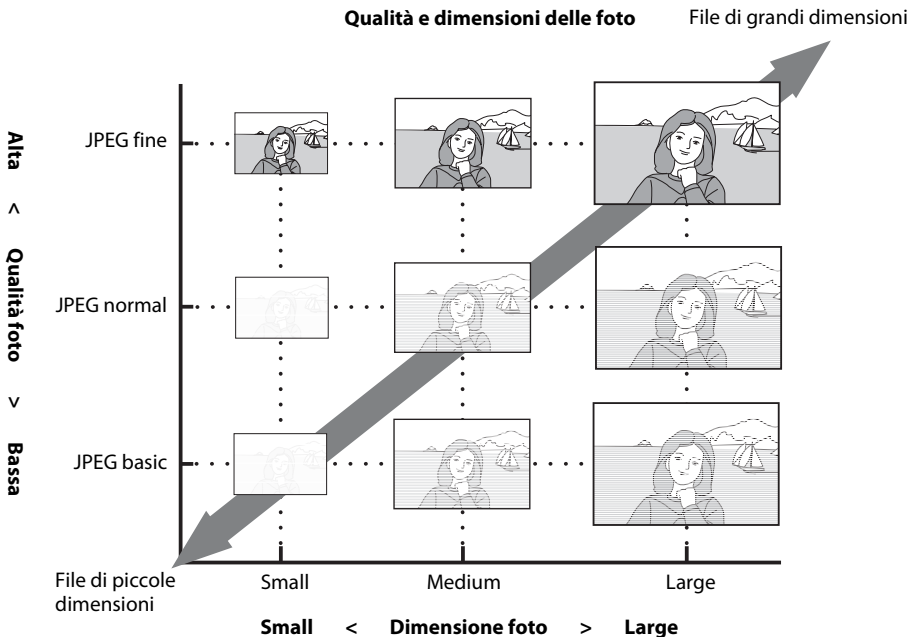 Qualità e dimensioni delle foto
File di grandi dimensioni
JPEG fine
JPEG normal
JPEG basic
Alta < Qualità foto > Bassa
File di piccole
dimensioni
Small
Medium
Large
Small < Dimensione foto > Large